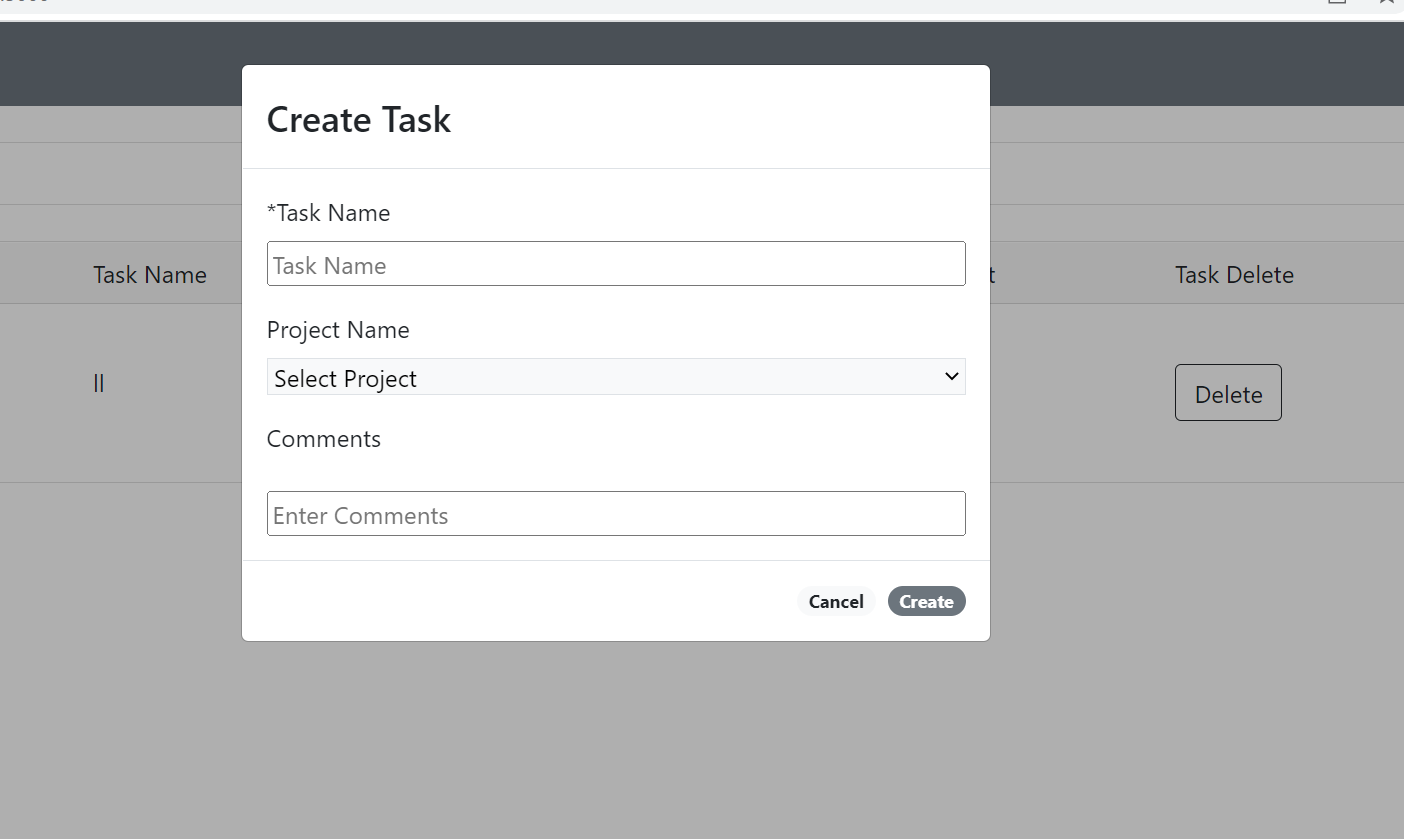 Create Task
*Task Name
Task Name
Project Name
Select Project
Comments
Enter Comments
Cancel Create
Task Name
Task Delete
ll
Delete